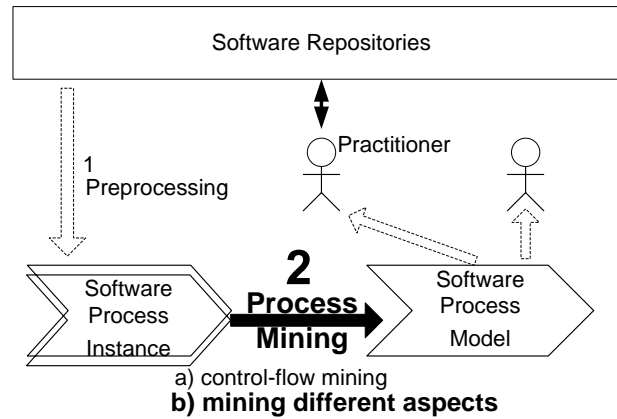 Software Repositories
Practitioner
1
Preprocessing
2
Process
Mining
Software
Process
Instance
Software
Process
Model
a) control-flow mining
b) mining different aspects